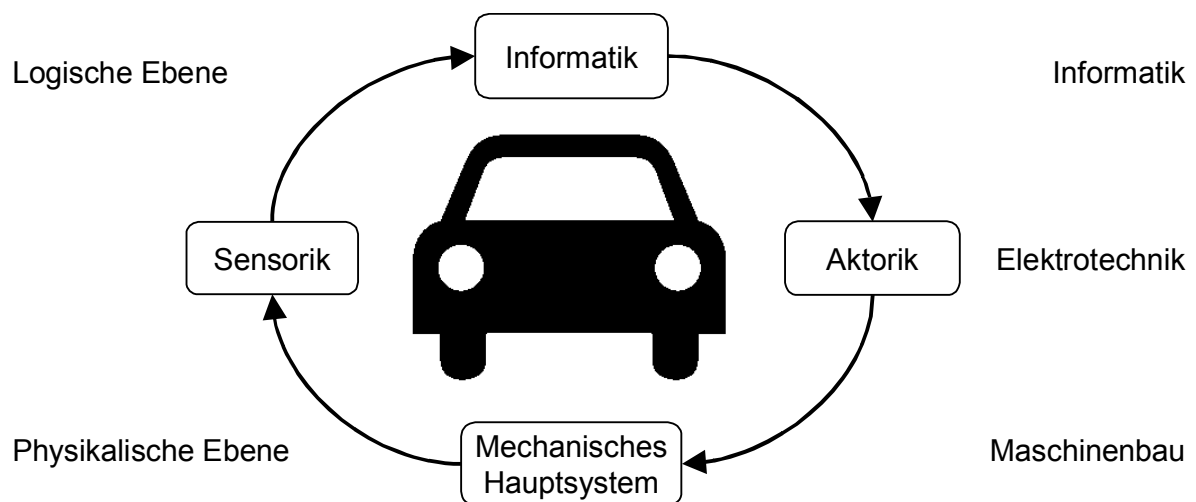 Informatik
Logische Ebene
Informatik
Sensorik
Aktorik
Elektrotechnik
Physikalische Ebene
Mechanisches
Hauptsystem
Maschinenbau